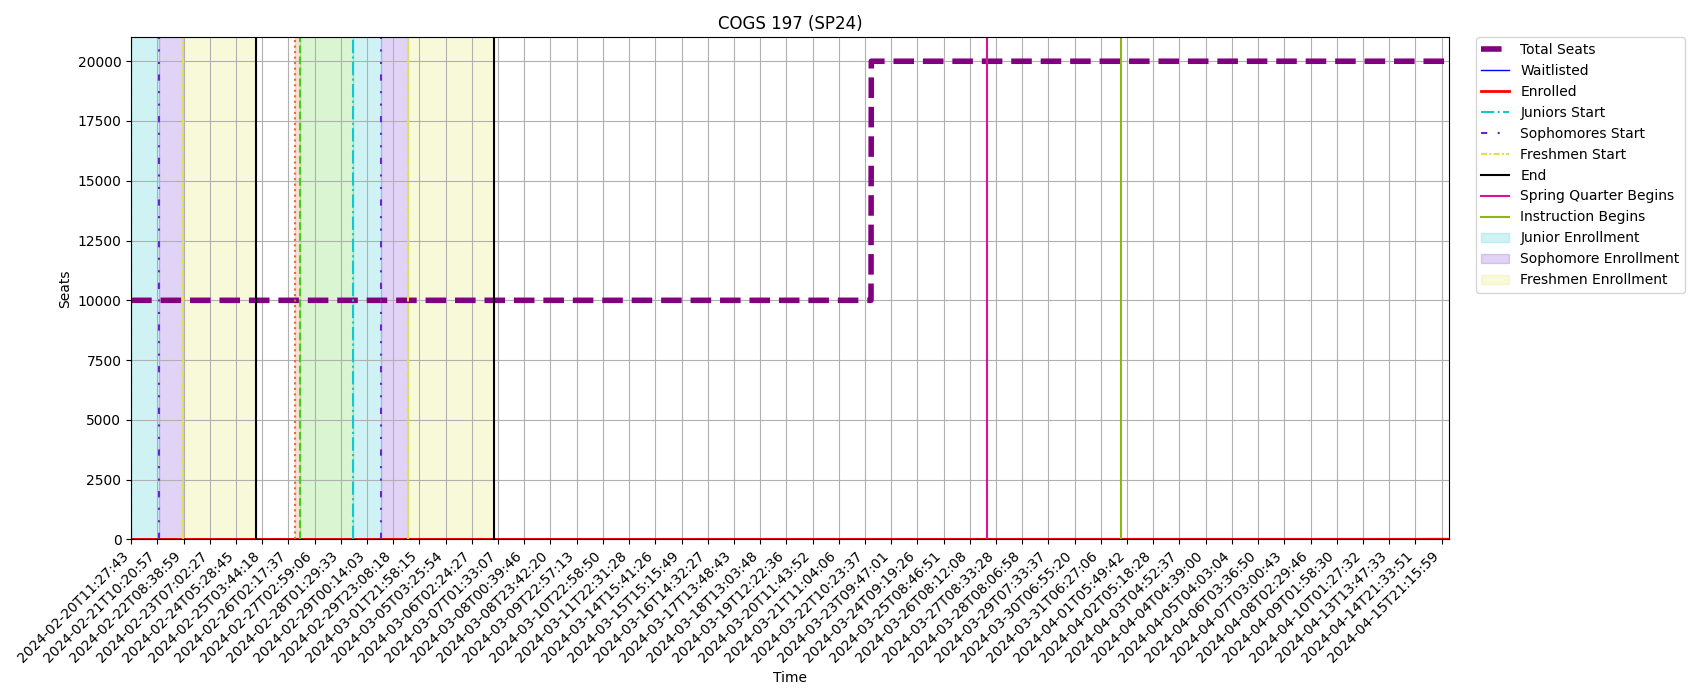 COGS 197 (SP24)
Seats
20000
17500
15000
12500
10000
7500
5000
2500
0
Total Seats
Waitlisted
Enrolled
Juniors Start
Sophomores Start
Freshmen Start
End
Spring Quarter Begins
Instruction Begins
Junior Enrollment
Sophomore Enrollment
Freshmen Enrollment
2024-02-20T11:27:43
2024-02-21T10:20:57
2024-02-22T08:38:59
2024-02-23T07:02:27
2024-02-24T05:28:45
2024-02-25T03:44:18
2024-02-26T02:17:37
2024-02-27T02:59:06
2024-02-28T01:29:33
2024-02-29T00:14:03
2024-02-29T23:08:18
2024-03-01T21:58:15
2024-03-05T03:25:54
2024-03-06T02:24:27
2024-03-07T01:33:07
2024-03-08T00:39:46
2024-03-08T23:42:20
2024-03-09T22:57:13
2024-03-10T22:58:50
2024-03-11T22:31:28
2024-03-14T15:41:26
2024-03-15T15:15:49
2024-03-16T14:32:27
2024-03-17T13:48:43
2024-03-18T13:03:48
2024-03-19T12:22:36
2024-03-20T11:43:52
2024-03-21T11:04:06
2024-03-22T10:23:37
2024-03-23T09:47:01
2024-03-24T09:19:26
2024-03-25T08:46:51
2024-03-26T08:12:08
2024-03-27T08:33:28
2024-03-28T08:06:58
2024-03-29T07:33:37
2024-03-30T06:55:20
2024-03-31T06:27:06
2024-04-01T05:49:42
2024-04-02T05:18:28
2024-04-03T04:52:37
2024-04-04T04:39:00
2024-04-05T04:03:04
2024-04-06T03:36:50
2024-04-07T03:00:43
2024-04-08T02:29:46
2024-04-09T01:58:30
2024-04-10T01:27:32
2024-04-13T13:47:33
2024-04-14T21:33:51
2024-04-15T21:15:59
Time